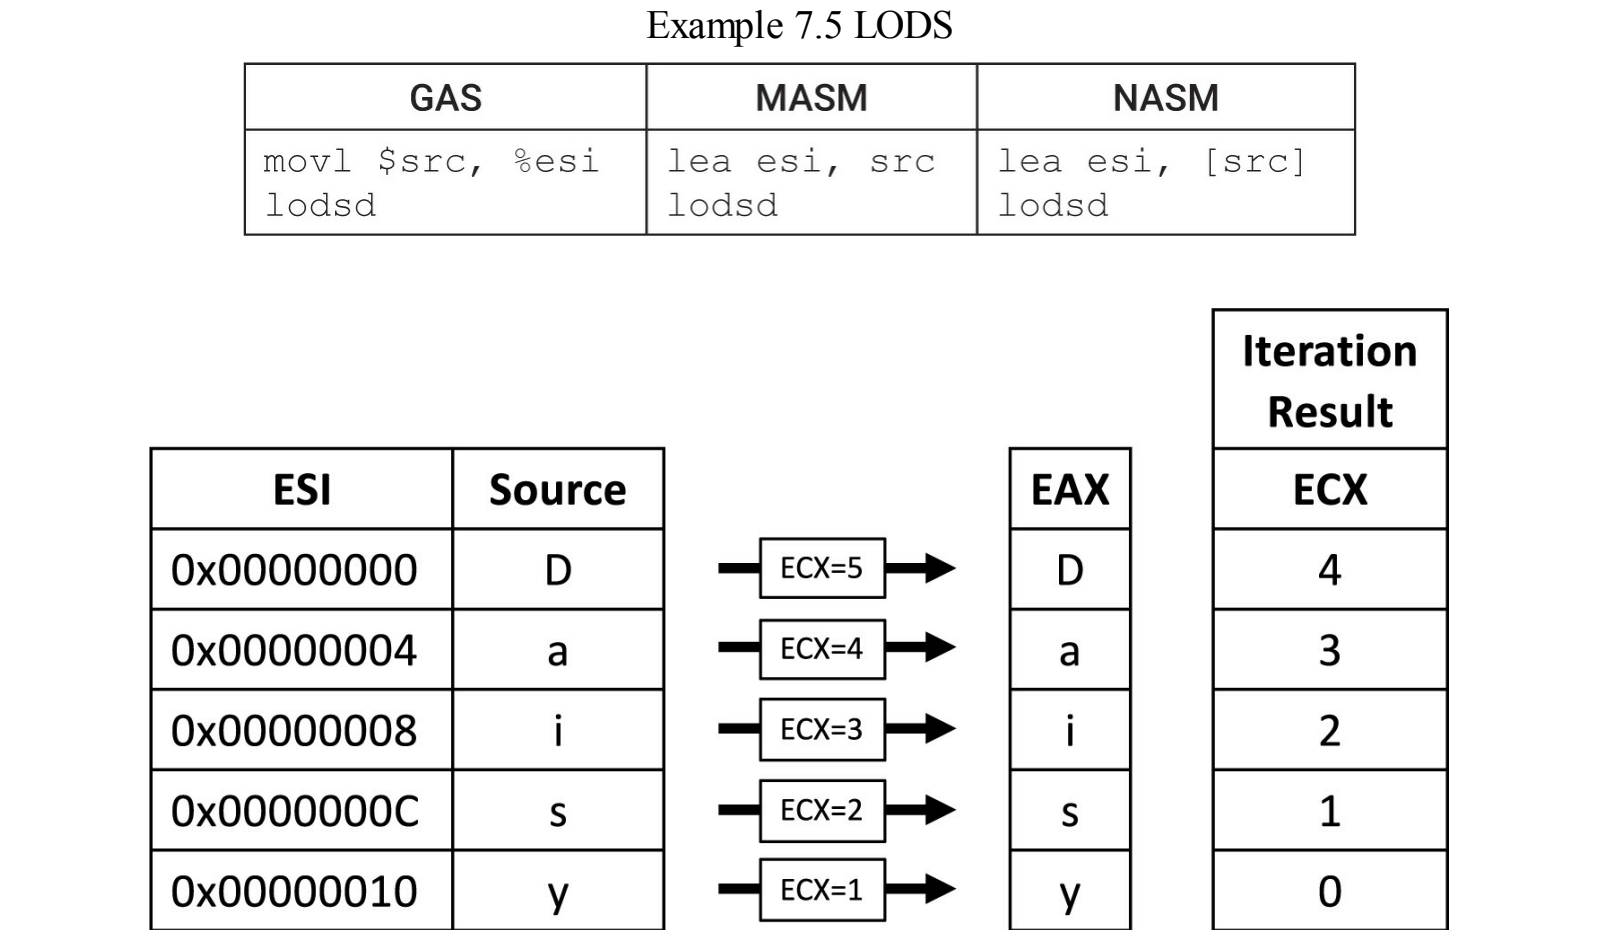 Example 7.5 LODS
GAS MASM NASM
movl $src, %esi lea esi, src lea esi, [src]
lodsd lodsd lodsd
Iteration
Result
ESI Source EAX ECX
0x00000000 D ECX=5 D 4
0x00000004 a ECX=4 a 3
0x00000008 i ECX=3 i 2
0x0000000C s ECX=2 s 1
0x00000010 y ECX=1 y 0